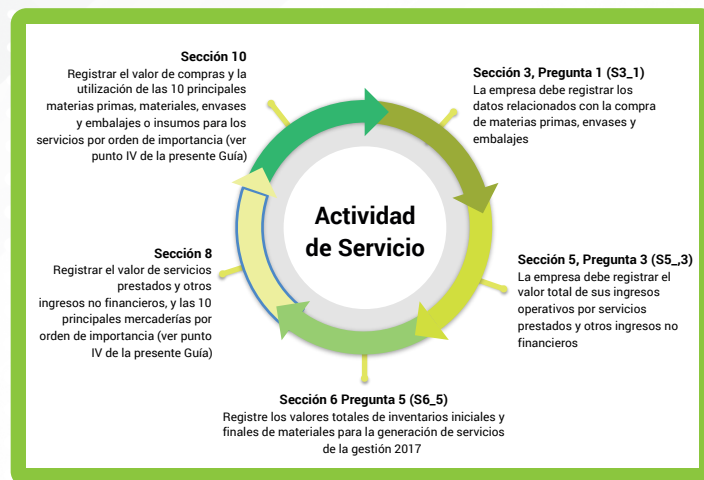 Sección 10
Registrar el valor de compras y la
utilización de las 10 principales
materias primas, materiales, envases
y embalajes o insumos para los
servicios por orden de importancia (ver
punto IV de la presente Guía)
Sección 3, Pregunta 1 (S3_1)
La empresa debe registrar los
datos relacionados con la compra
de materias primas, envases y
embalajes
Actividad
de Servicio
Sección 8
Registrar el valor de servicios
prestados y otros
ingresos no financieros, y las 10
principales mercaderías por
orden de importancia (ver punto
IV de la presente Guía)
Sección 5, Pregunta 3 (S5_,3)
La empresa debe registrar el
valor total de sus ingresos
operativos por servicios
prestados y otros ingresos no
financieros
Sección 6 Pregunta 5 (S6_5)
Registre los valores totales de inventarios iniciales y
finales de materiales para la generación de servicios
de la gestión 2017